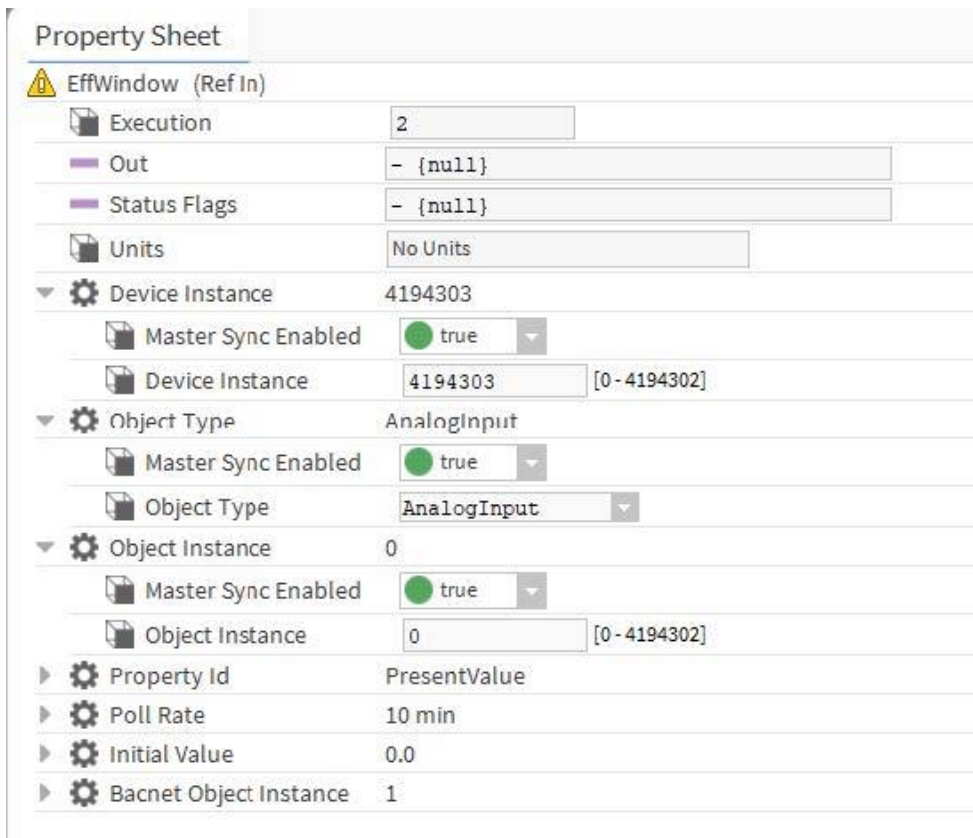 Property Sheet
EffWindow (Ref In)
Execution 2
Out - {null}
Status Flags - {null}
Units No Units
Device Instance 4194303
Master Sync Enabled true
Device Instance 4194303 [0 - 4194302]
Object Type AnalogInput
Master Sync Enabled true
Object Type AnalogInput
Object Instance 0
Master Sync Enabled true
Object Instance 0 [0 - 4194302]
Property Id PresentValue
Poll Rate 10 min
Initial Value 0.0
Bacnet Object Instance 1